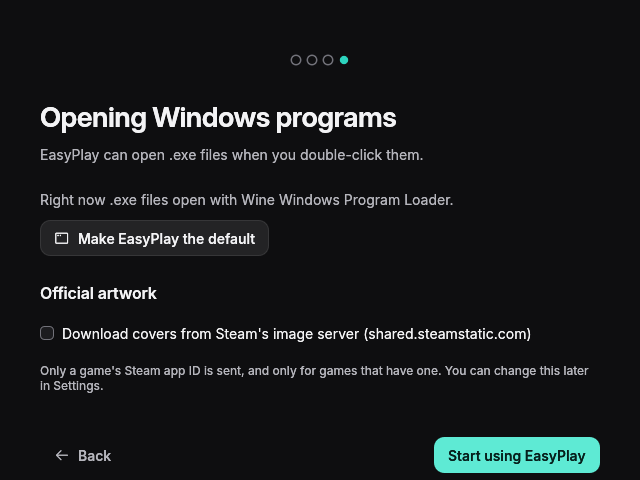 Opening Windows programs
EasyPlay can open .exe files when you double-click them.
Right now .exe files open with Wine Windows Program Loader.
Make EasyPlay the default
Official artwork
Download covers from Steam's image server (shared.steamstatic.com)
Only a game's Steam app ID is sent, and only for games that have one. You can change this later
in Settings.
Back
Start using EasyPlay